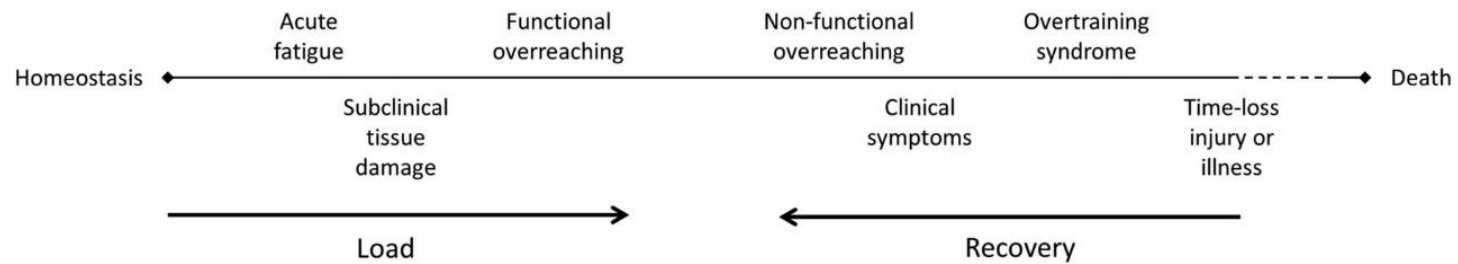 Acute
fatigue
Functional
overreaching
Non-functional
overreaching
Overtraining
syndrome
Homeostasis
Death
Subclinical
tissue
damage
Clinical
symptoms
Time-loss
injury or
illness
Load
Recovery